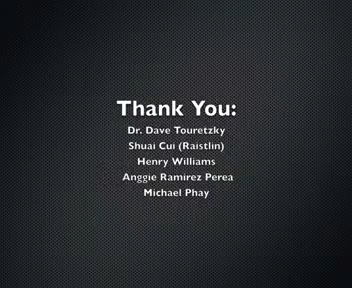 Thank You:
Dr. Dave Touretzky
Shuai Cui (Raistlin)
Henry Williams
Anggie Ramirez Perea
Michael Phay